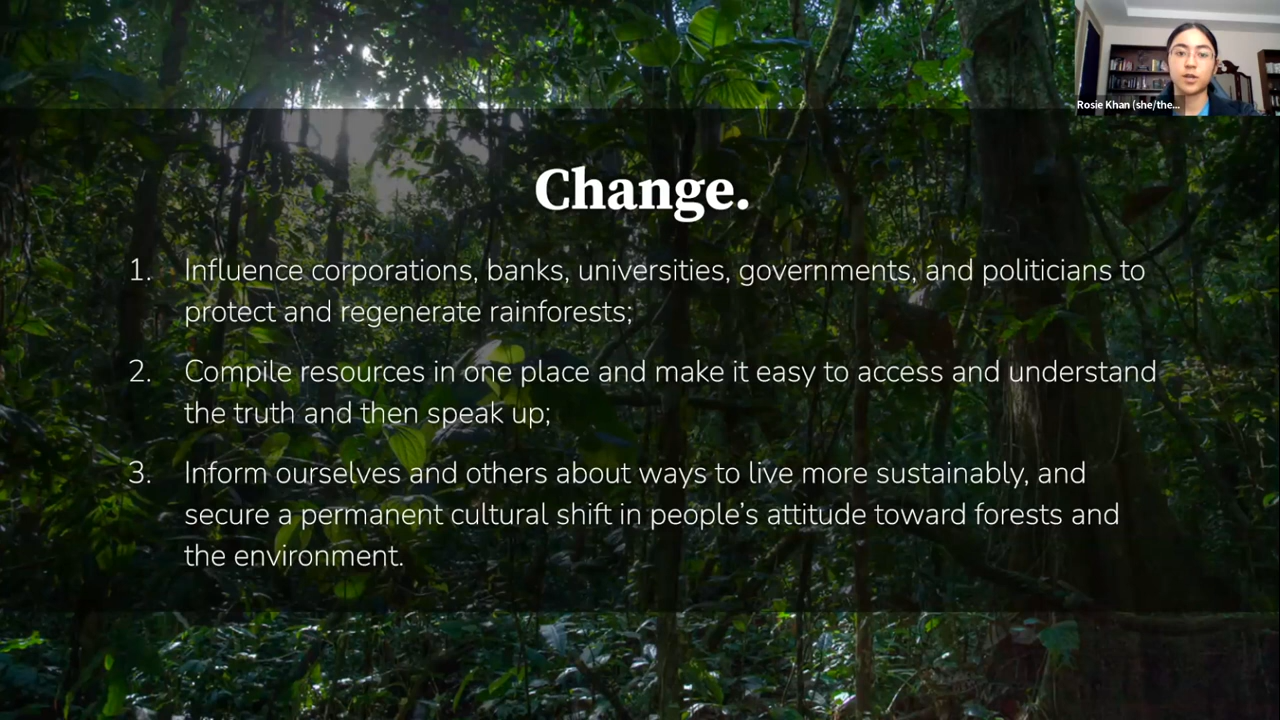 Rosie Khan (she/the...
Change.
1. Influence corporations, banks, universities, governments, and politicians to
protect and regenerate rainforests;
2. Compile resources in one place and make it easy to access and understand
the truth and then speak up;
3. Inform ourselves and others about ways to live more sustainably, and
secure a permanent cultural shift in people’s attitude toward forests and
the environment.